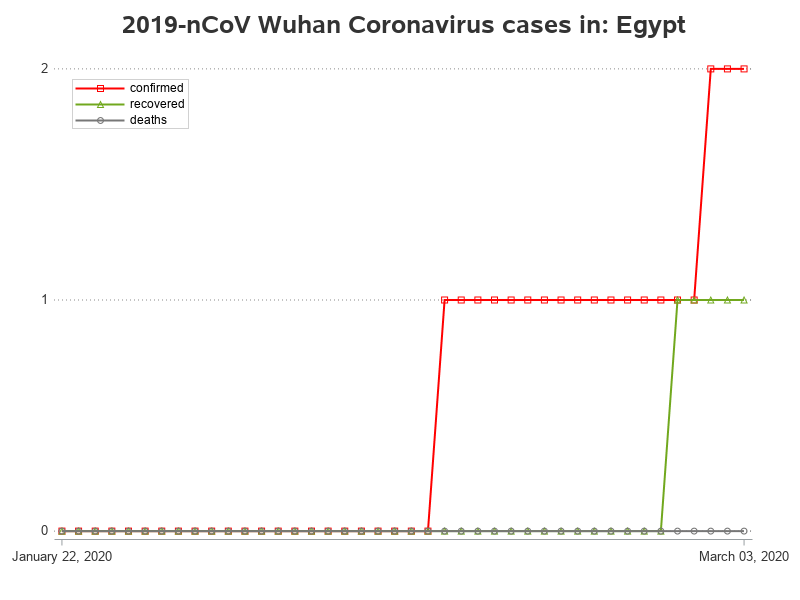 2019-nCoV Wuhan Coronavirus cases in: Egypt
2
confirmed
recovered
deaths
1
0
January 22, 2020
March 03, 2020